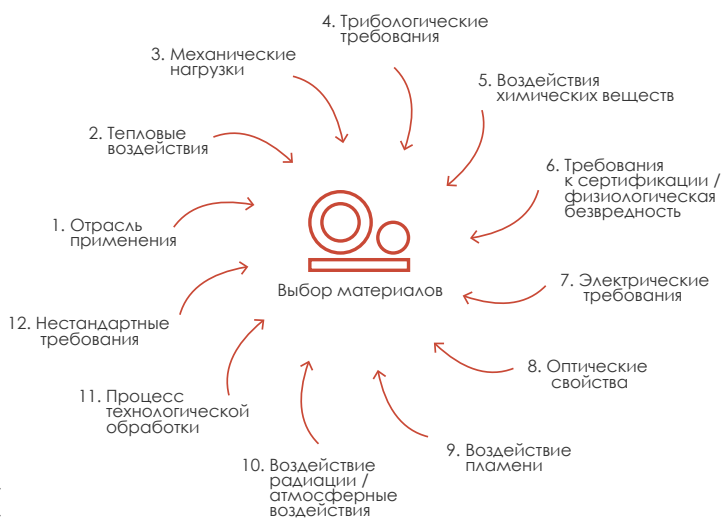 1. Отрасль
применения
2. Тепловые
воздействия
3. Механические
нагрузки
4. Трибологические
требования
5. Воздействия
химических веществ
6. Требования
к сертификации /
физиологическая
безвредность
7. Электрические
требования
8. Оптические
свойства
9. Воздействие
пламени
10. Воздействие
радиации /
атмосферные
воздействия
11. Процесс
технологической
обработки
12. Нестандартные
требования
Выбор материалов